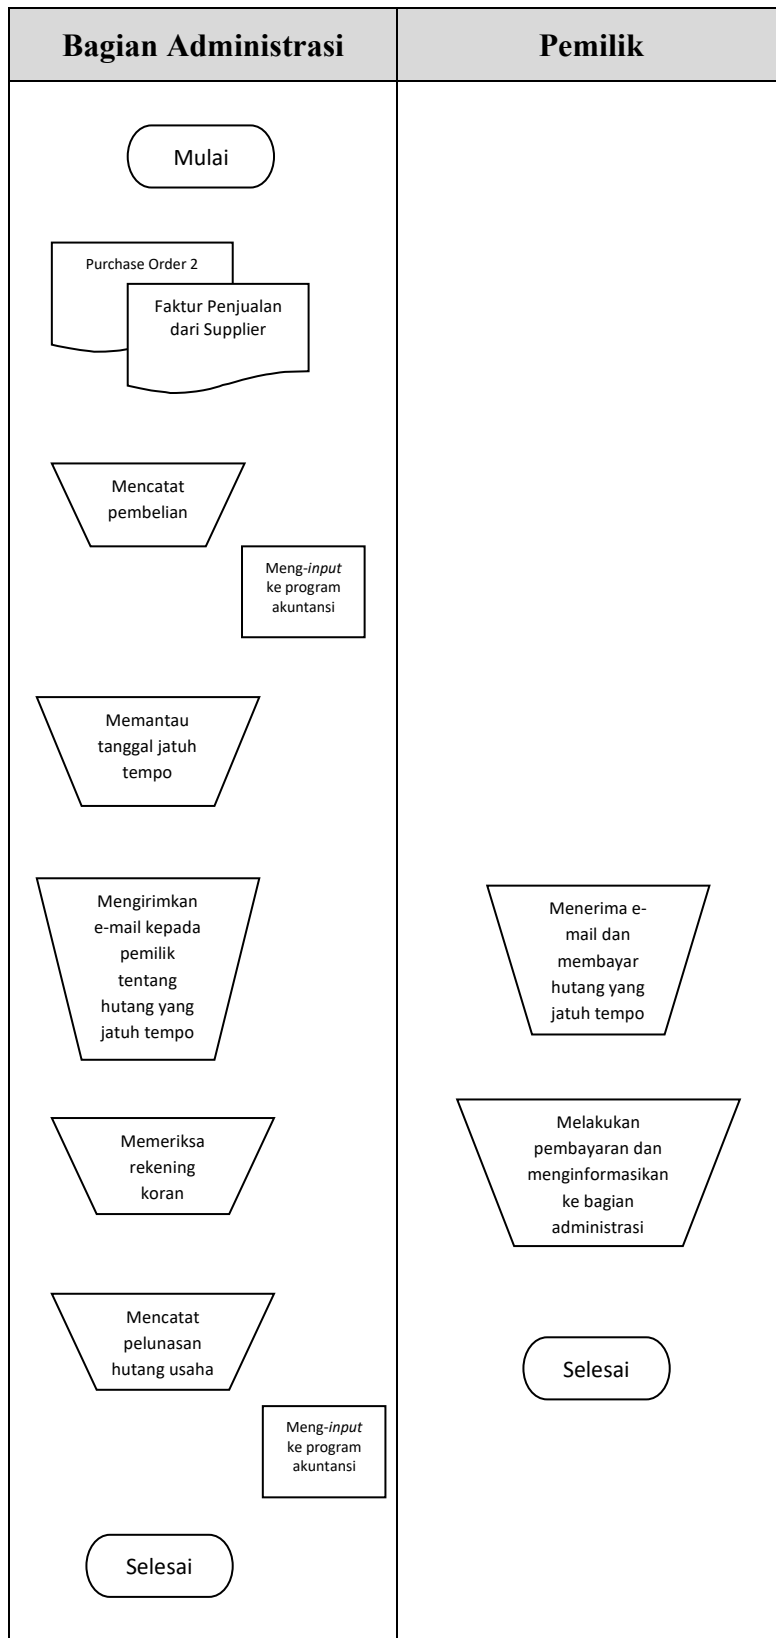 Bagian Administrasi
Pemilik
Mulai
Purchase Order 2
Faktur Penjualan
dari Supplier
Mencatat
pembelian
Meng-input
ke program
akuntansi
Memantau
tanggal jatuh
tempo
Mengirimkan
e-mail kepada
pemilik
tentang
hutang yang
jatuh tempo
Menerima e-
mail dan
membayar
hutang yang
jatuh tempo
Memeriksa
rekening
koran
Melakukan
pembayaran dan
menginformasikan
ke bagian
administrasi
Mencatat
pelunasan
hutang usaha
Selesai
Meng-input
ke program
akuntansi
Selesai